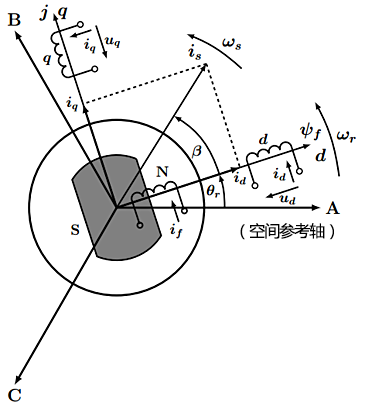 B
j q
i_q u_q
i_s ω_s
i_q
d ψ_f ω_r
β
N i_d d
θ_r i_d
u_d
S i_f A
(空间参考轴)
C